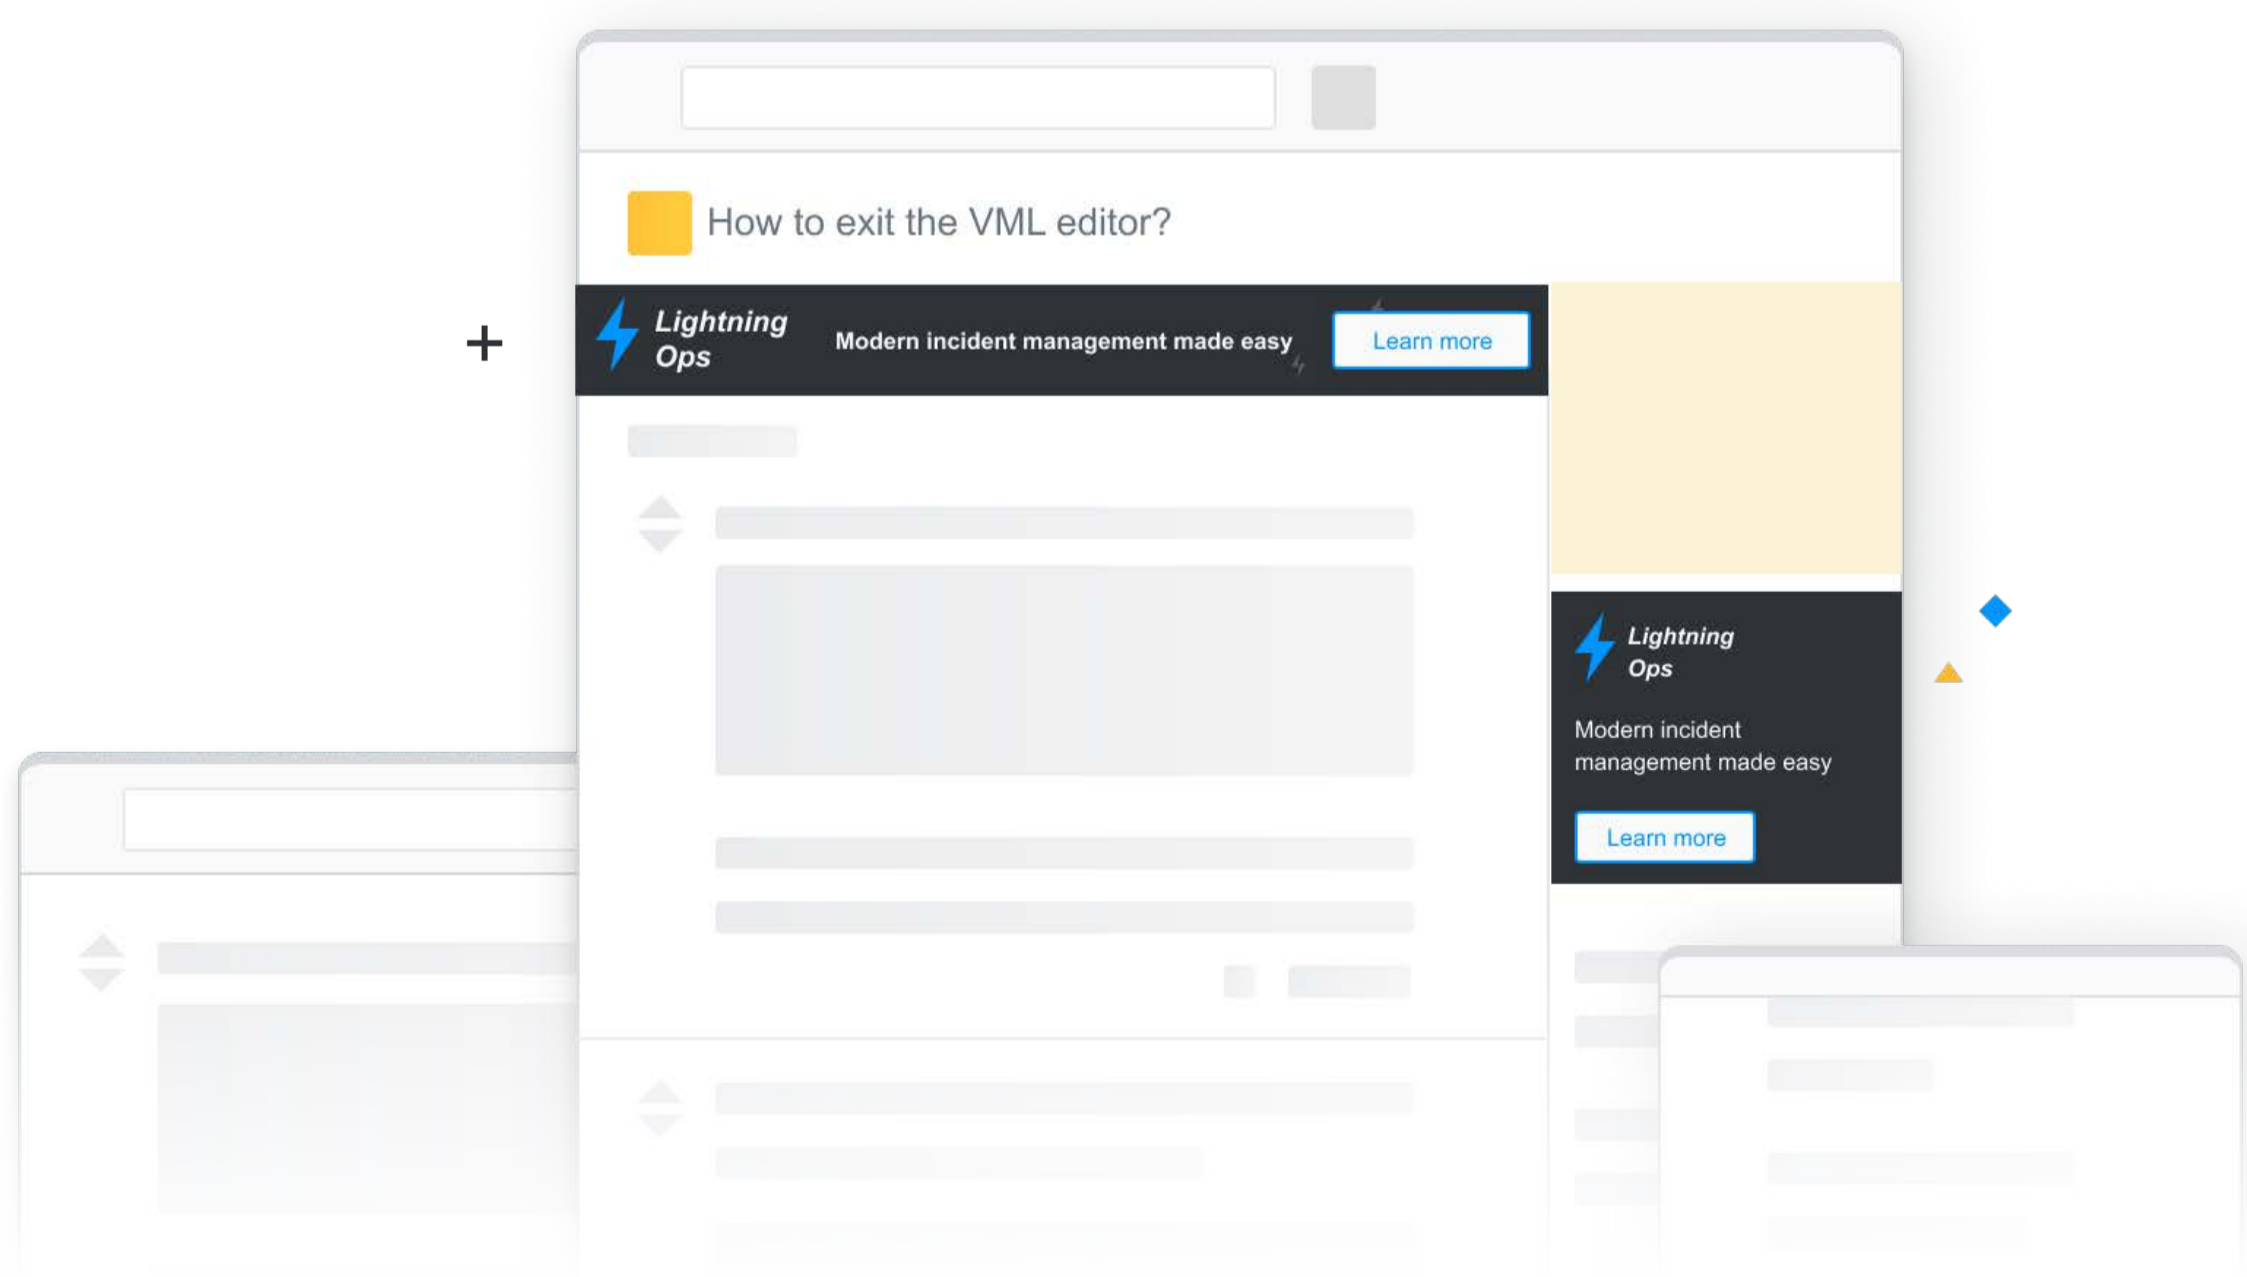 How to exit the VML editor?
Lightning
Ops
Modern incident management made easy
Learn more
Lightning
Ops
Modern incident
management made easy
Learn more